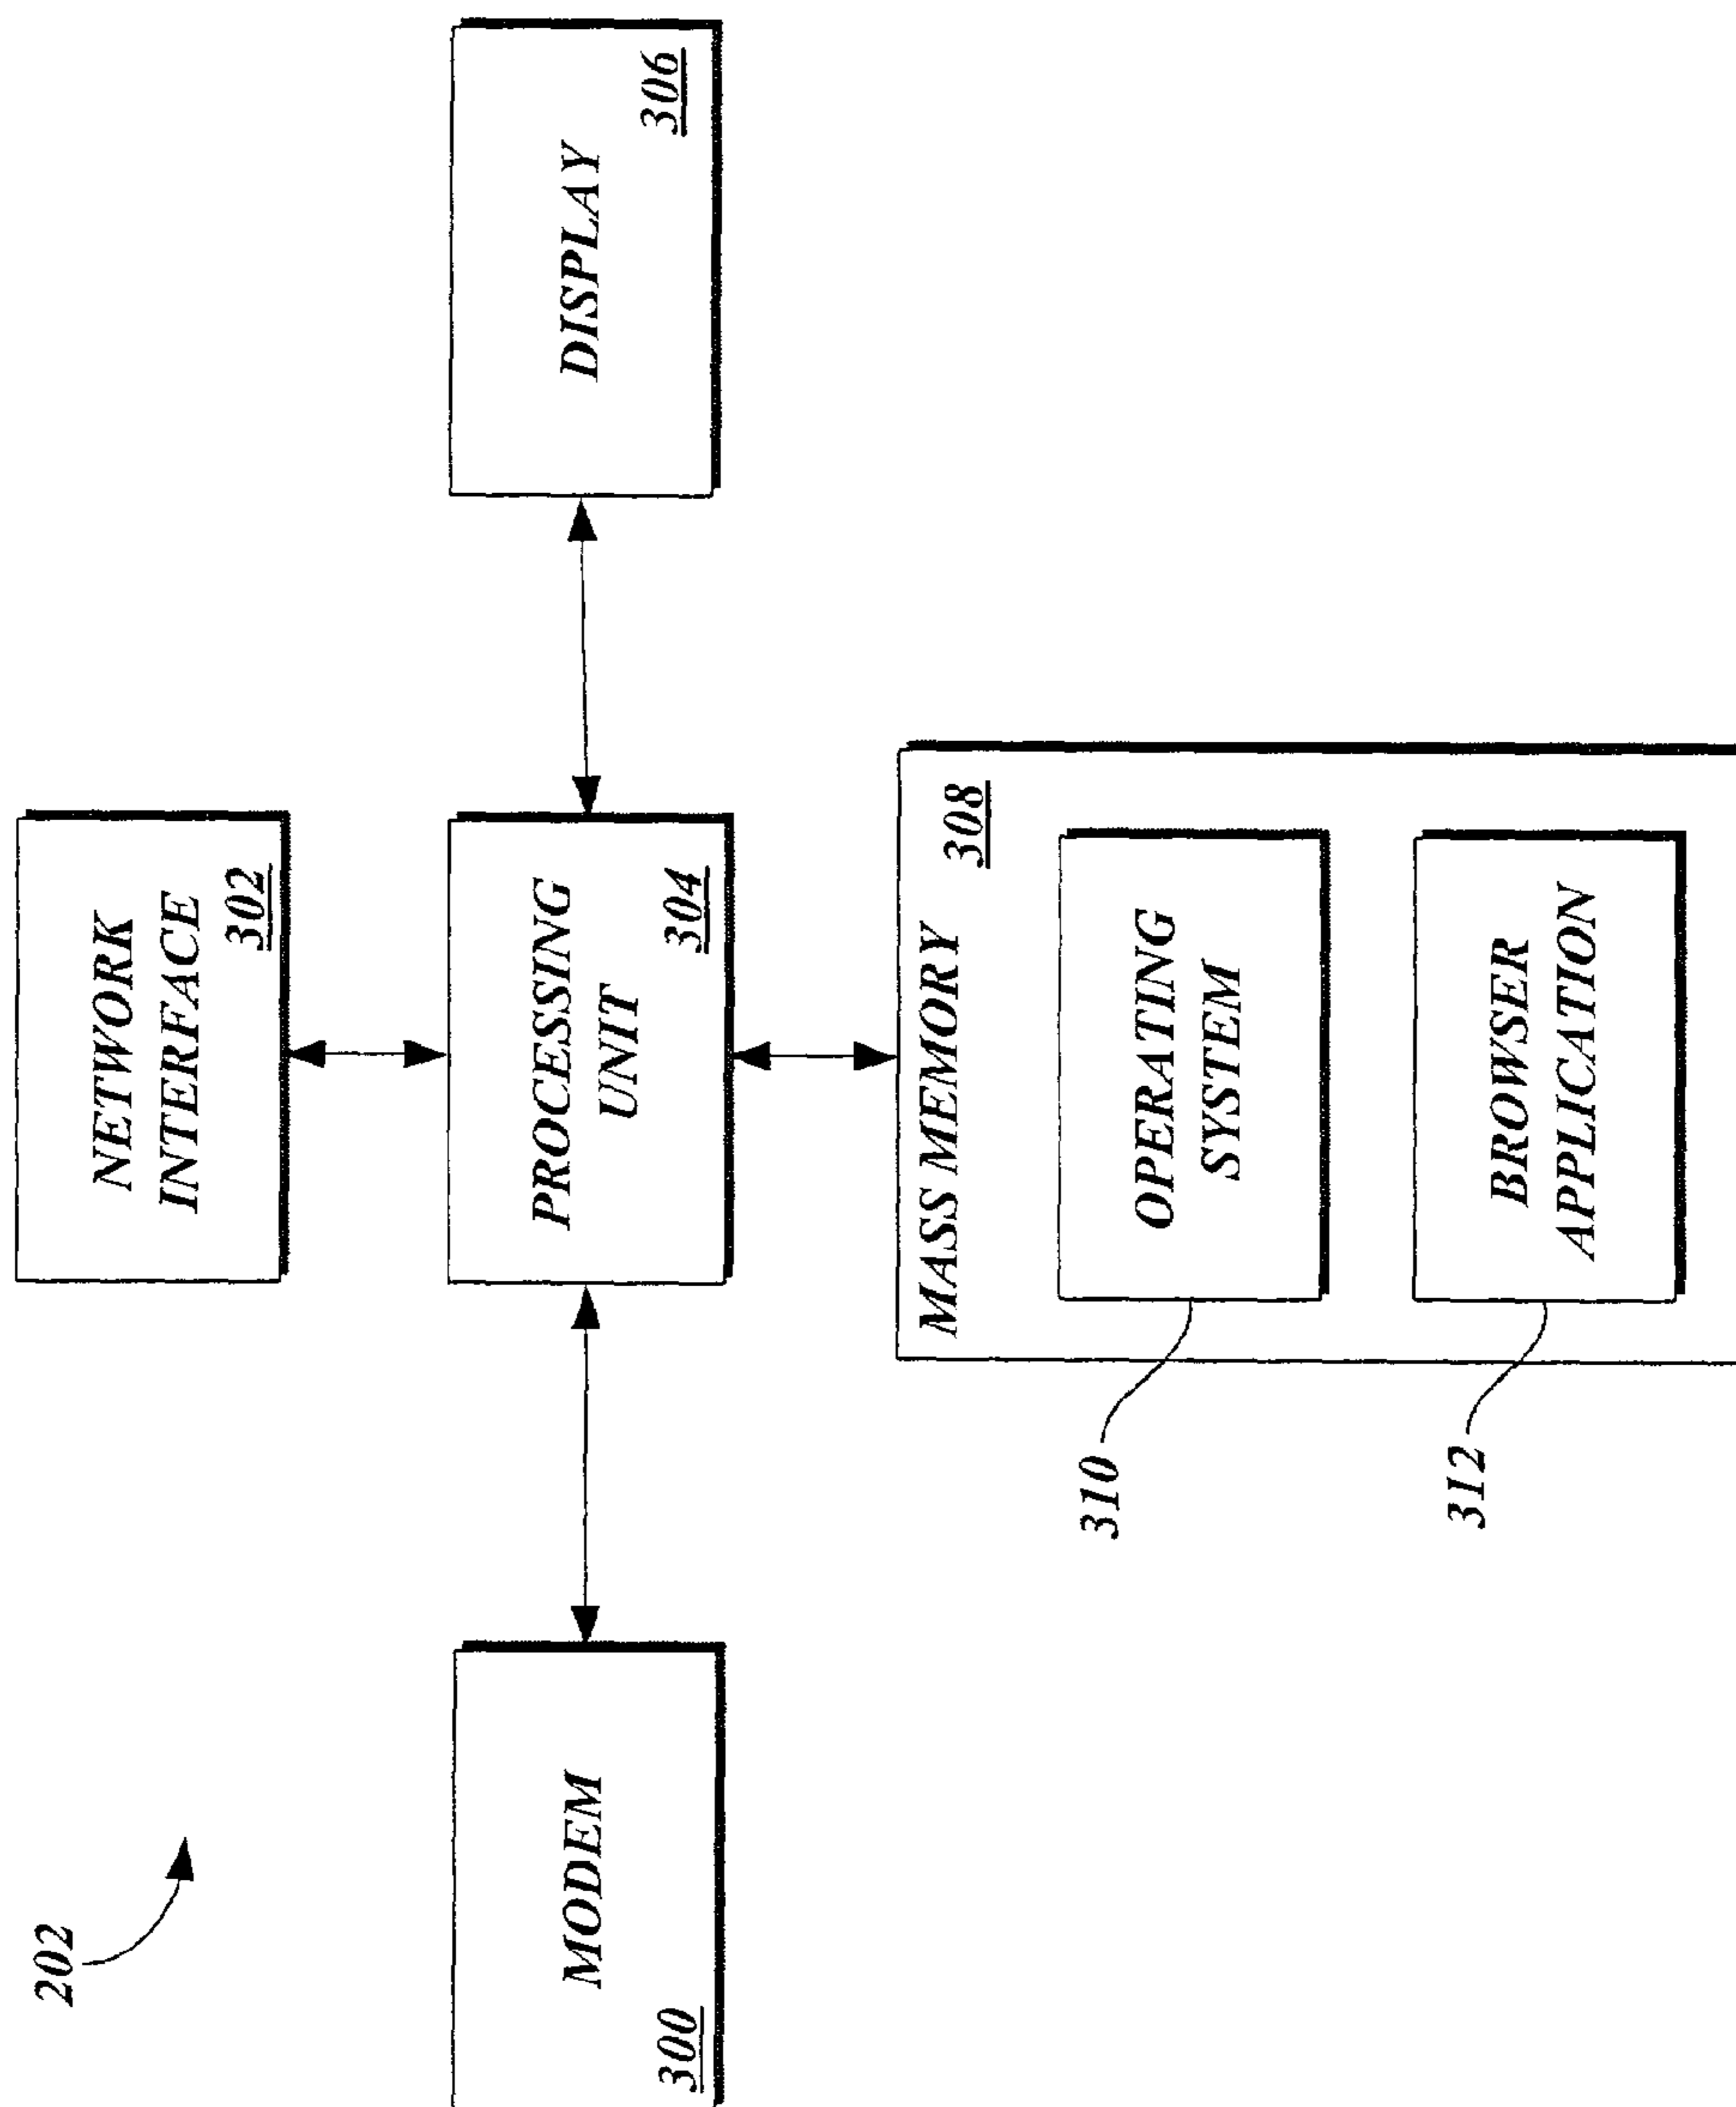 202
NETWORK
INTERFACE
302
MODEM
300
PROCESSING
UNIT
304
DISPLAY
306
MASS MEMORY
308
310
OPERATING
SYSTEM
312
BROWSER
APPLICATION